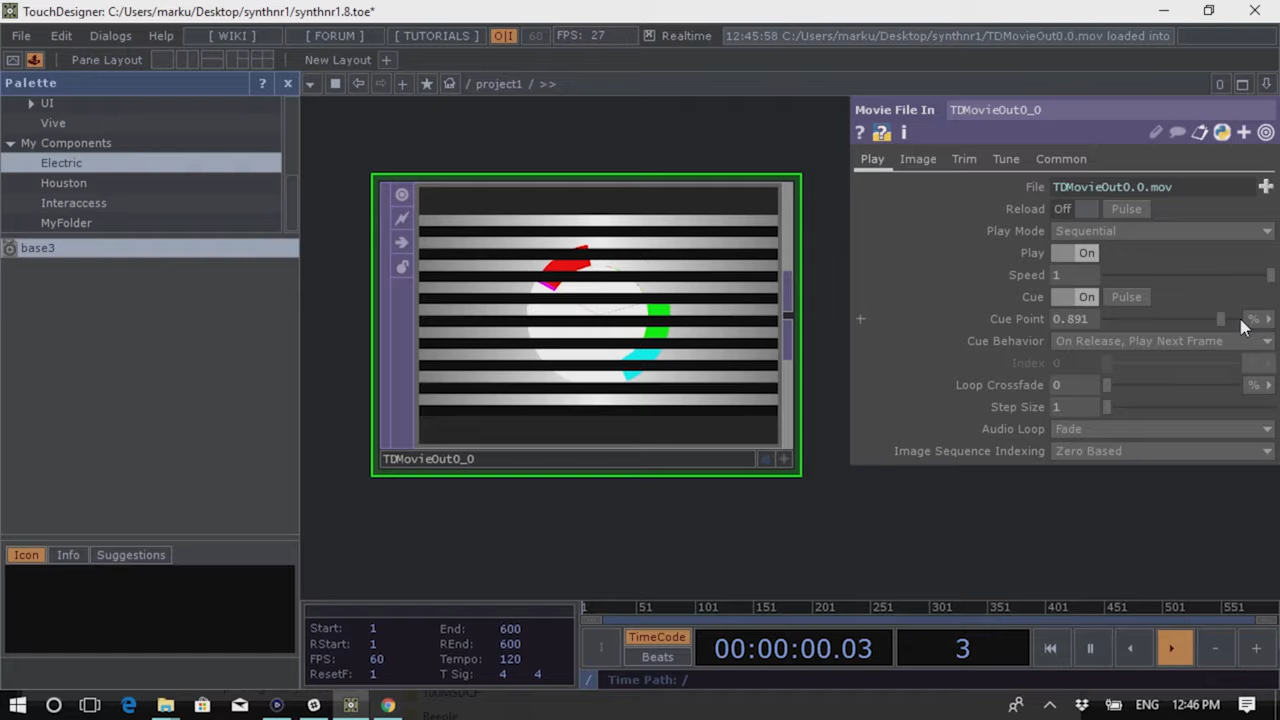 TouchDesigner: C:/Users/marku/Desktop/synthnr1/synthnr1.8.toe*
File Edit Dialogs Help [ WIKI ] [ FORUM ] [ TUTORIALS ] O|I 60 FPS: 27 Realtime 12:45:58 C:/Users/marku/Desktop/synthnr1/TDMovieOut0.0.mov loaded into
Pane Layout New Layout +
Palette ? x / project1 / >> 0
UI
Vive
My Components
Electric
Houston
Interaccess
MyFolder
base3
Movie File In TDMovieOut0_0
? ? i
Play Image Trim Tune Common
File TDMovieOut0.0.mov
Reload Off Pulse
Play Mode Sequential
Play On
Speed 1
Cue On Pulse
Cue Point 0.891 %
Cue Behavior On Release, Play Next Frame
Index 0
Loop Crossfade 0 %
Step Size 1
Audio Loop Fade
Image Sequence Indexing Zero Based
TDMovieOut0_0
Icon Info Suggestions
1 51 101 151 201 251 301 351 401 451 501 551
Start: 1 End: 600
RStart: 1 REnd: 600
FPS: 60 Tempo: 120
ResetF: 1 T Sig: 4 4
TimeCode
Beats
00:00:00.03 3
/ Time Path: /
100MSDCF
ENG 12:46 PM